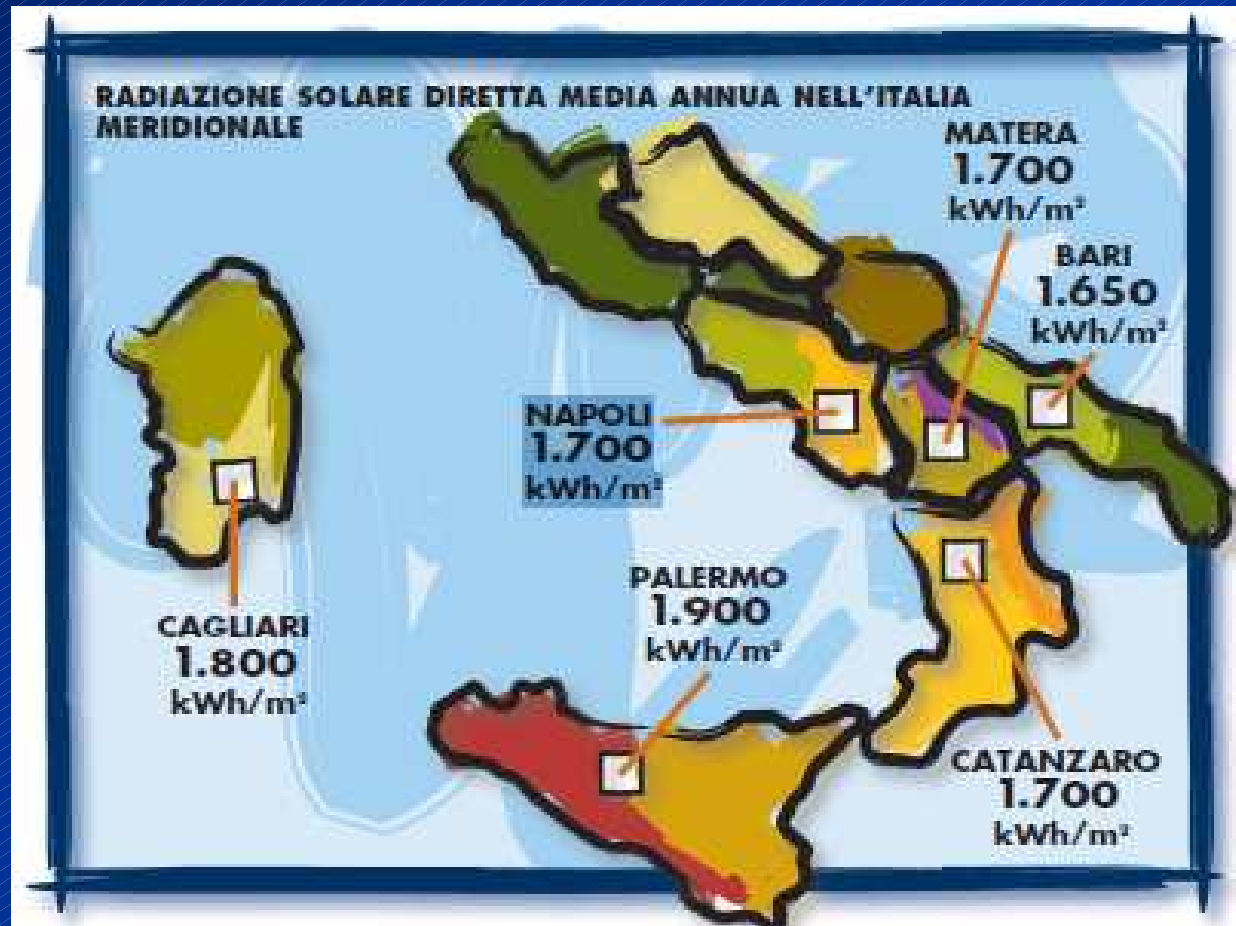 RADIAZIONE SOLARE DIRETTA MEDIA ANNUA NELL'ITALIA
MERIDIONALE
MATERA
1.700
kWh/m²
BARI
1.650
kWh/m²
NAPOLI
1.700
kWh/m²
PALERMO
1.900
kWh/m²
CAGLIARI
1.800
kWh/m²
CATANZARO
1.700
kWh/m²